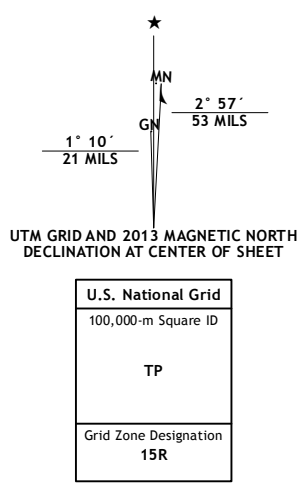 ★
MN
2° 57´
53 MILS
GN
1° 10´
21 MILS
UTM GRID AND 2013 MAGNETIC NORTH
DECLINATION AT CENTER OF SHEET
U.S. National Grid
100,000-m Square ID
TP
Grid Zone Designation
15R